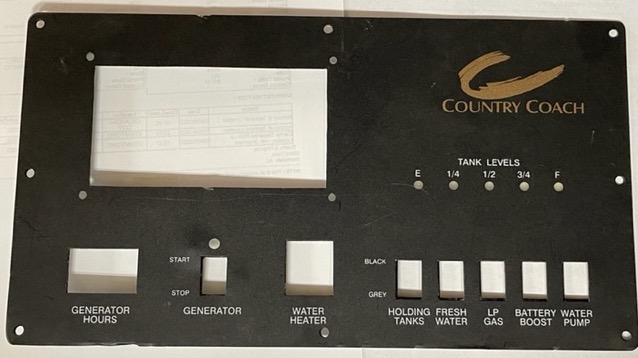 COUNTRY COACH
TANK LEVELS
E 1/4 1/2 3/4 F
START
STOP
GENERATOR HOURS
GENERATOR
WATER HEATER
BLACK
GREY
HOLDING TANKS
FRESH WATER
LP GAS
BATTERY BOOST
WATER PUMP